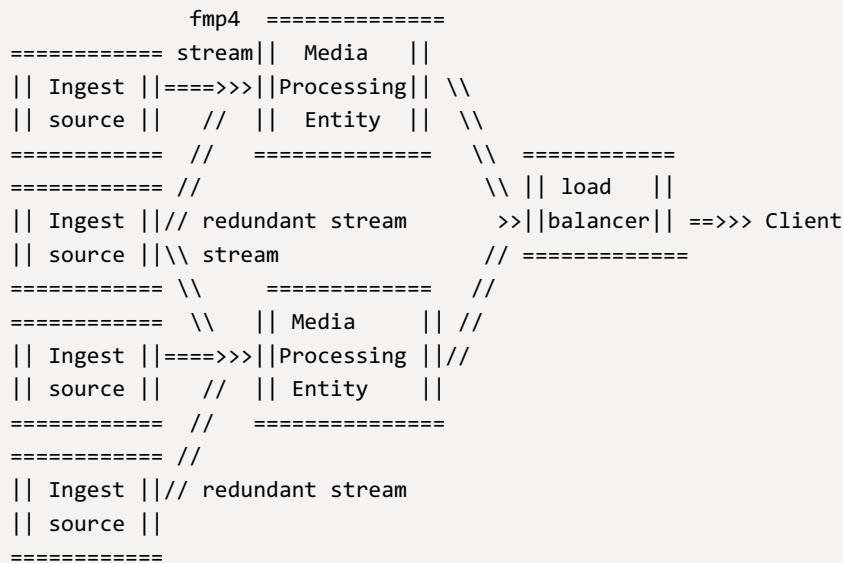 fmp4  ==============
============ stream||  Media   ||
|| Ingest ||====>>>||Processing|| \\
|| source ||   //  ||  Entity  ||  \\
============  //   ==============   \\  ============
============ //                      \\ || load   ||
|| Ingest ||// redundant stream       >>||balancer|| ==>>> Client
|| source ||\\ stream                // =============
============ \\     =============   //
============  \\   || Media      || //
|| Ingest ||====>>>||Processing ||//
|| source ||   //  || Entity    ||
============  //   ===============
============ //
|| Ingest ||// redundant stream
|| source ||
============